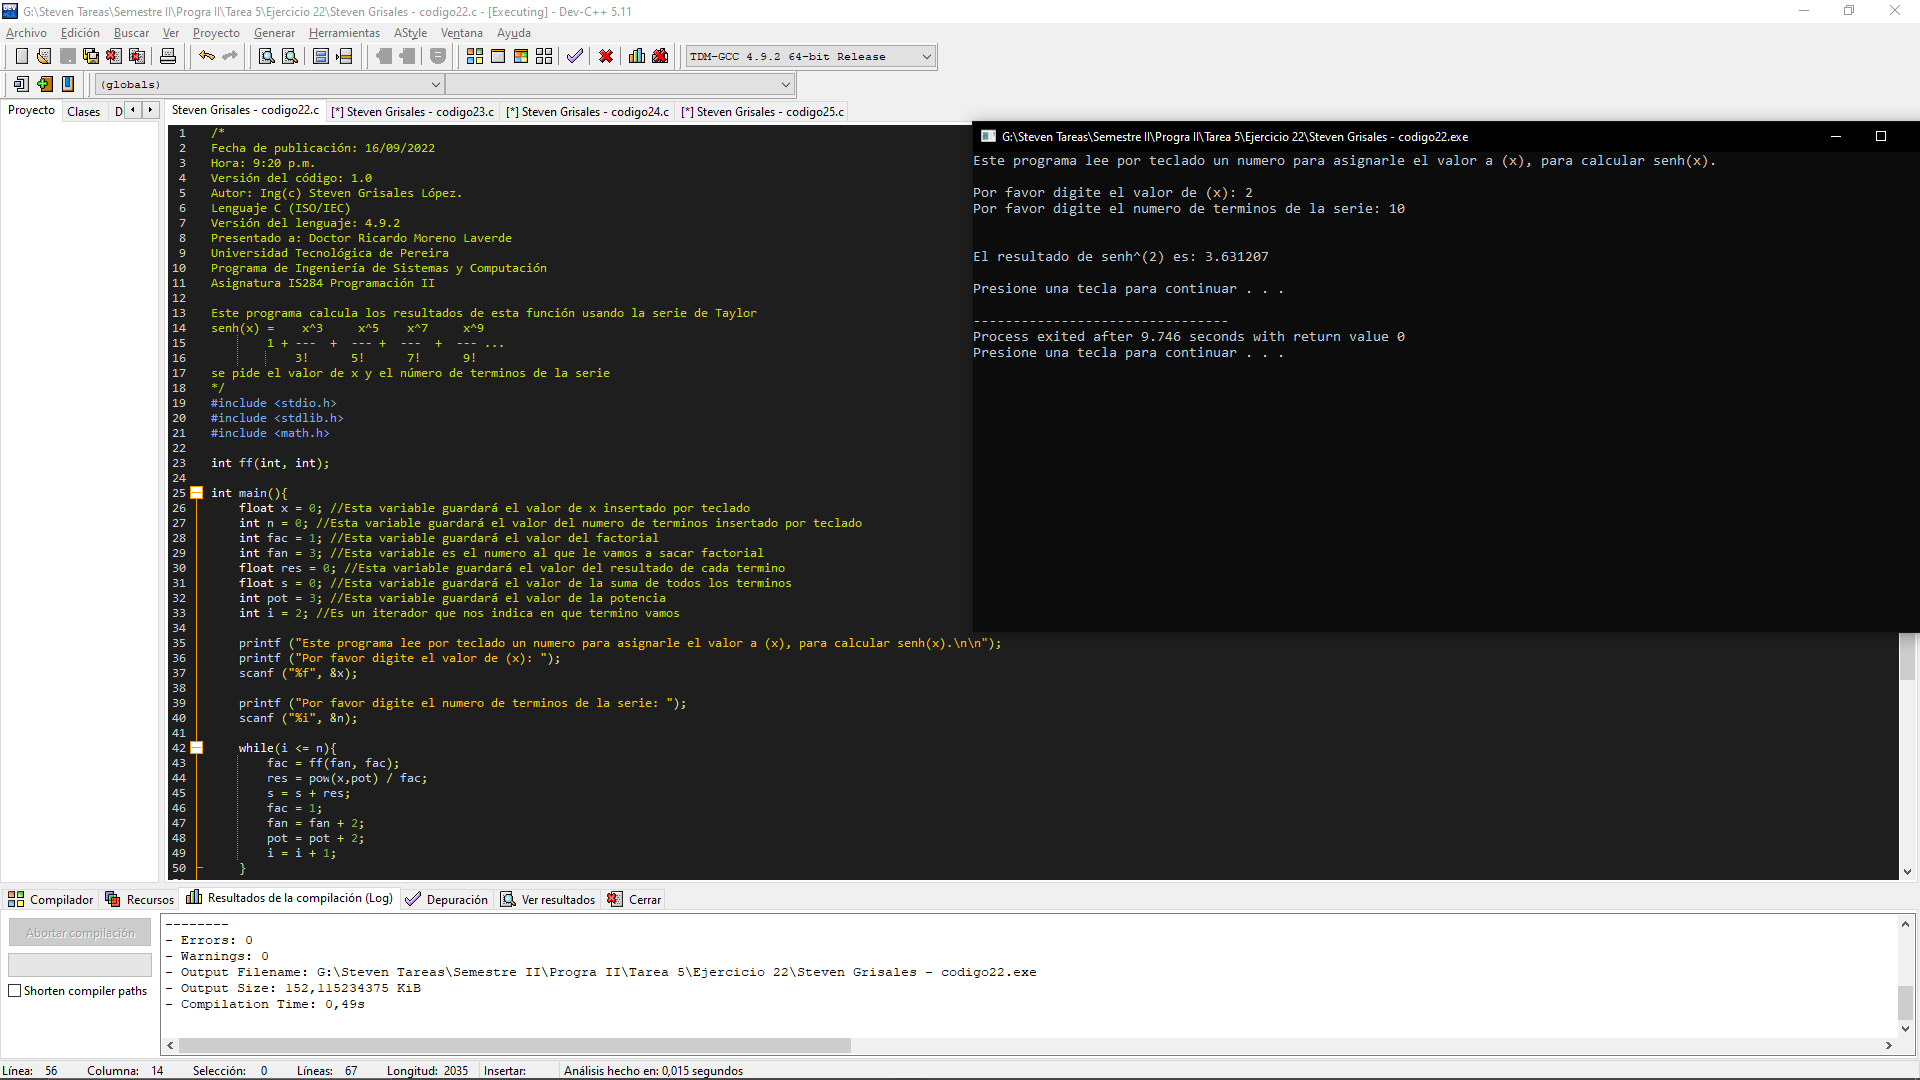 G:\Steven Tareas\Semestre II\Progra II\Tarea 5\Ejercicio 22\Steven Grisales - codigo22.c - [Executing] - Dev-C++ 5.11
Archivo Edición Buscar Ver Proyecto Generar Herramientas AStyle Ventana Ayuda
TDM-GCC 4.9.2 64-bit Release
(globals)
Proyecto Clases D
Steven Grisales - codigo22.c [*] Steven Grisales - codigo23.c [*] Steven Grisales - codigo24.c [*] Steven Grisales - codigo25.c
1 /*
2 Fecha de publicación: 16/09/2022
3 Hora: 9:20 p.m.
4 Versión del código: 1.0
5 Autor: Ing(c) Steven Grisales López.
6 Lenguaje C (ISO/IEC)
7 Versión del lenguaje: 4.9.2
8 Presentado a: Doctor Ricardo Moreno Laverde
9 Universidad Tecnológica de Pereira
10 Programa de Ingeniería de Sistemas y Computación
11 Asignatura IS284 Programación II
12
13 Este programa calcula los resultados de esta función usando la serie de Taylor
14 senh(x) =    x^3     x^5    x^7     x^9
15         1 + ---  +  --- +  ---  +  --- ...
16             3!      5!      7!      9!
17 se pide el valor de x y el número de terminos de la serie
18 */
19 #include <stdio.h>
20 #include <stdlib.h>
21 #include <math.h>
22
23 int ff(int, int);
24
25 int main(){
26     float x = 0; //Esta variable guardará el valor de x insertado por teclado
27     int n = 0; //Esta variable guardará el valor del numero de terminos insertado por teclado
28     int fac = 1; //Esta variable guardará el valor del factorial
29     int fan = 3; //Esta variable es el numero al que le vamos a sacar factorial
30     float res = 0; //Esta variable guardará el valor del resultado de cada termino
31     float s = 0; //Esta variable guardará el valor de la suma de todos los terminos
32     int pot = 3; //Esta variable guardará el valor de la potencia
33     int i = 2; //Es un iterador que nos indica en que termino vamos
34
35     printf ("Este programa lee por teclado un numero para asignarle el valor a (x), para calcular senh(x).\n\n");
36     printf ("Por favor digite el valor de (x): ");
37     scanf ("%f", &x);
38
39     printf ("Por favor digite el numero de terminos de la serie: ");
40     scanf ("%i", &n);
41
42     while(i <= n){
43         fac = ff(fan, fac);
44         res = pow(x,pot) / fac;
45         s = s + res;
46         fac = 1;
47         fan = fan + 2;
48         pot = pot + 2;
49         i = i + 1;
50     }
G:\Steven Tareas\Semestre II\Progra II\Tarea 5\Ejercicio 22\Steven Grisales - codigo22.exe
Este programa lee por teclado un numero para asignarle el valor a (x), para calcular senh(x).
Por favor digite el valor de (x): 2
Por favor digite el numero de terminos de la serie: 10
El resultado de senh^(2) es: 3.631207
Presione una tecla para continuar . . .
--------------------------------
Process exited after 9.746 seconds with return value 0
Presione una tecla para continuar . . .
Compilador Recursos Resultados de la compilación (Log) Depuración Ver resultados Cerrar
Abortar compilación
Shorten compiler paths
--------
- Errors: 0
- Warnings: 0
- Output Filename: G:\Steven Tareas\Semestre II\Progra II\Tarea 5\Ejercicio 22\Steven Grisales - codigo22.exe
- Output Size: 152,115234375 KiB
- Compilation Time: 0,49s
Línea: 56 Columna: 14 Selección: 0 Líneas: 67 Longitud: 2035 Insertar: Análisis hecho en: 0,015 segundos